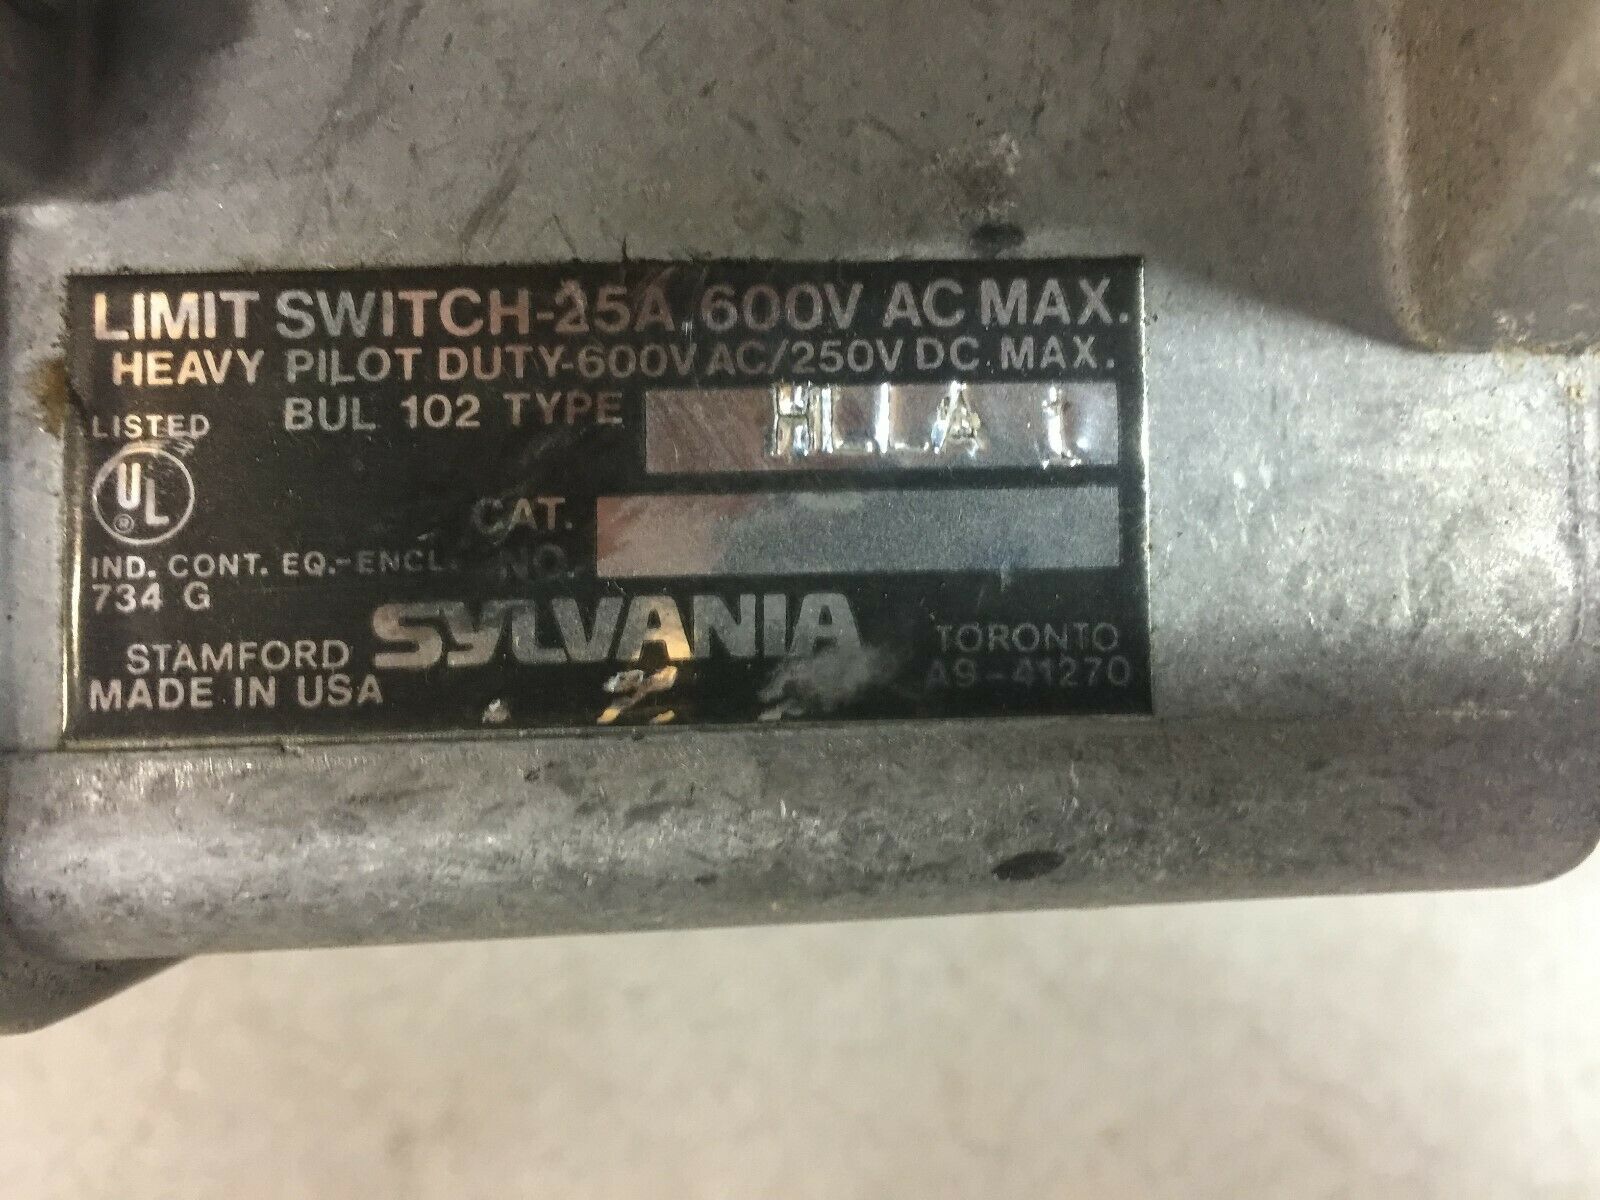 LIMIT SWITCH-25A 600V AC MAX.
HEAVY PILOT DUTY-600V AC/250V DC. MAX.
BUL 102 TYPE
LISTED
UL ®
CAT. NO.
IND. CONT. EQ.-ENCL.
734 G
SYLVANIA
STAMFORD
MADE IN USA
TORONTO
A9-41270